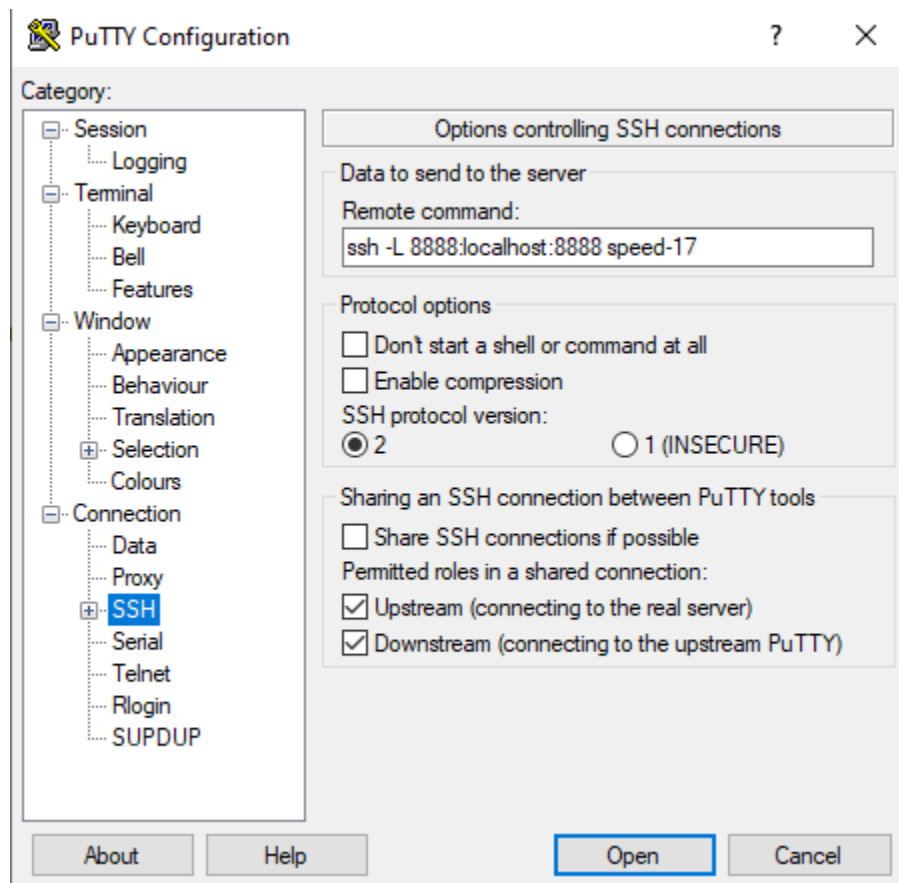 PuTTY Configuration
?
Category:
Session
Logging
Terminal
Keyboard
Bell
Features
Window
Appearance
Behaviour
Translation
Selection
Colours
Connection
Data
Proxy
SSH
Serial
Telnet
Rlogin
SUPDUP
Options controlling SSH connections
Data to send to the server
Remote command:
ssh -L 8888:localhost:8888 speed-17
Protocol options
Don't start a shell or command at all
Enable compression
SSH protocol version:
2 1 (INSECURE)
Sharing an SSH connection between PuTTY tools
Share SSH connections if possible
Permitted roles in a shared connection:
Upstream (connecting to the real server)
Downstream (connecting to the upstream PuTTY)
About Help Open Cancel